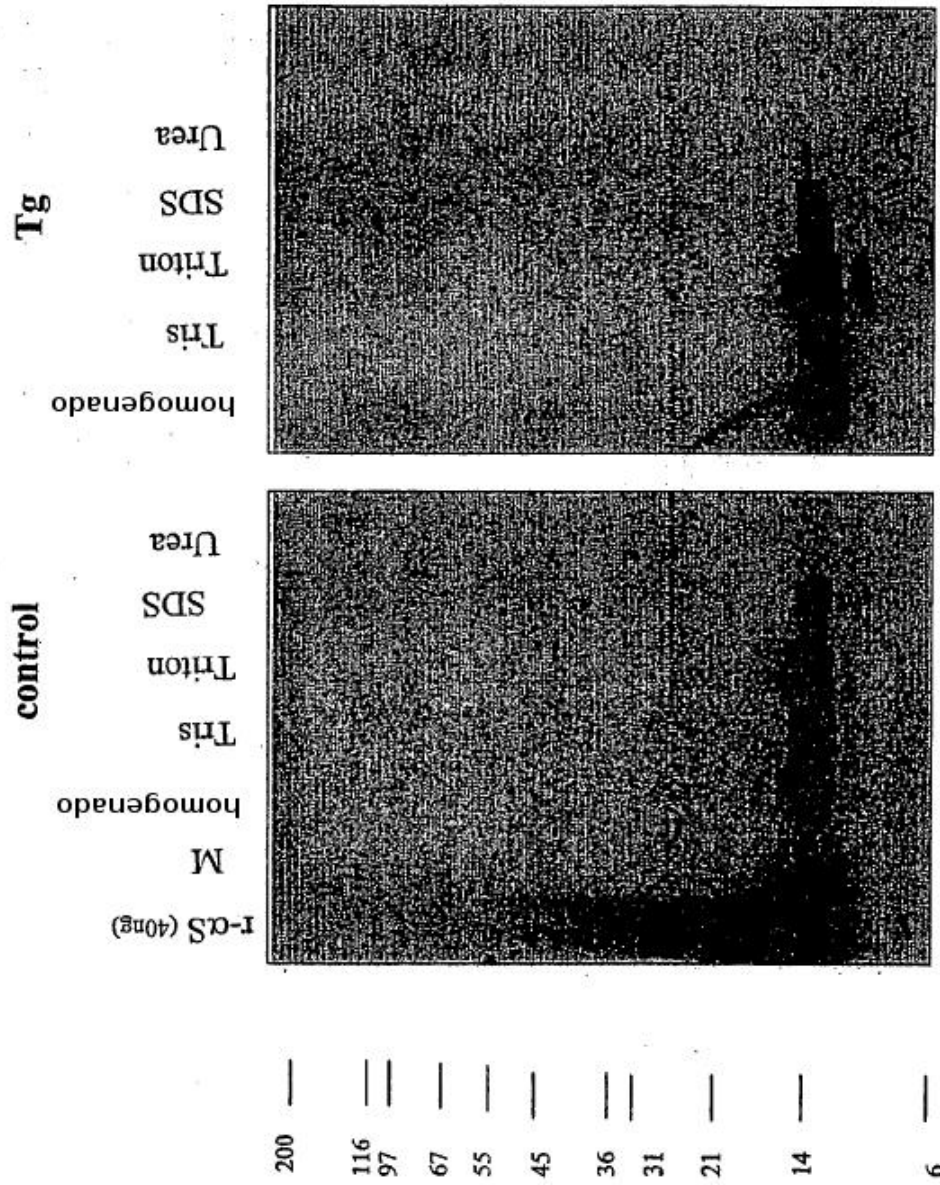 control
Tg
r-αS (40ng)
M
homogenado
Tris
Triton
SDS
Urea
homogenado
Tris
Triton
SDS
Urea
200
116
97
67
55
45
36
31
21
14
6